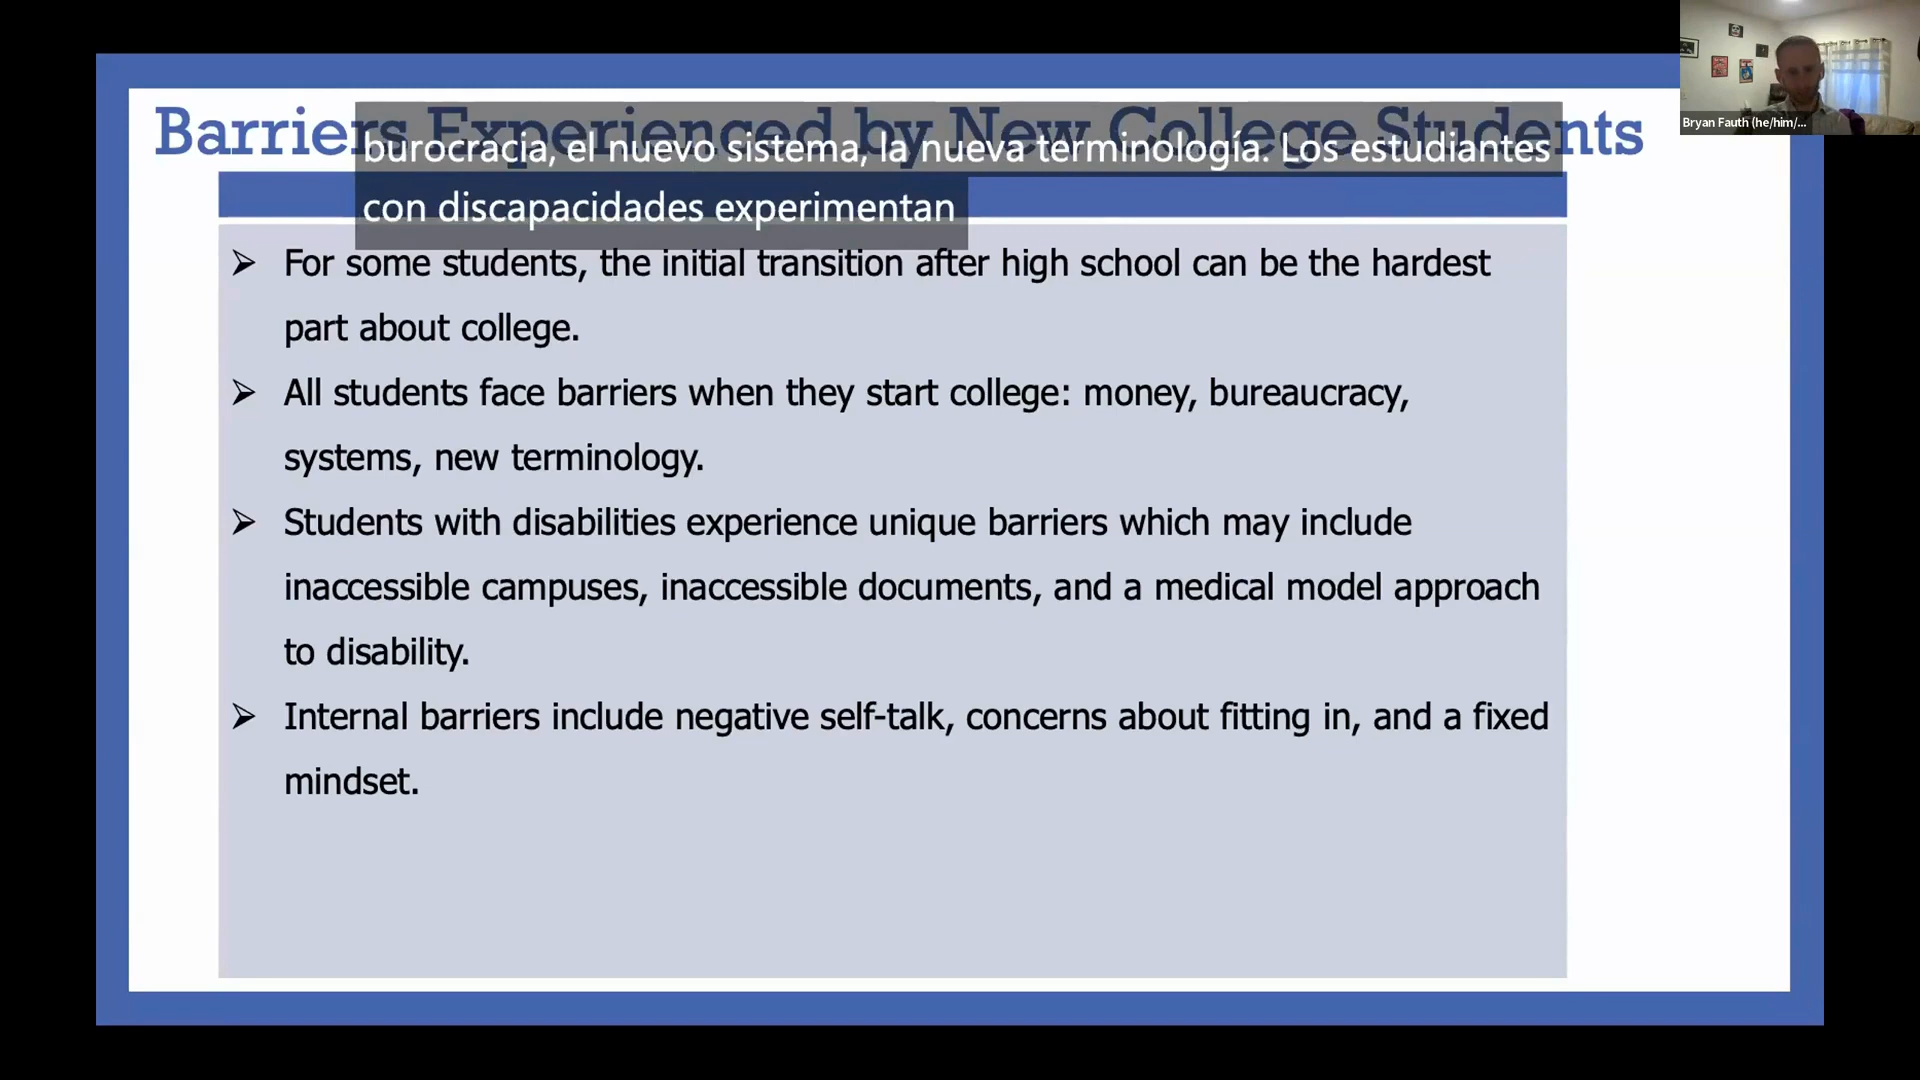 Barriers Experienced by New College Students
burocracia, el nuevo sistema, la nueva terminología. Los estudiantes
con discapacidades experimentan
For some students, the initial transition after high school can be the hardest
part about college.
All students face barriers when they start college: money, bureaucracy,
systems, new terminology.
Students with disabilities experience unique barriers which may include
inaccessible campuses, inaccessible documents, and a medical model approach
to disability.
Internal barriers include negative self-talk, concerns about fitting in, and a fixed
mindset.
Bryan Fauth (he/him/...